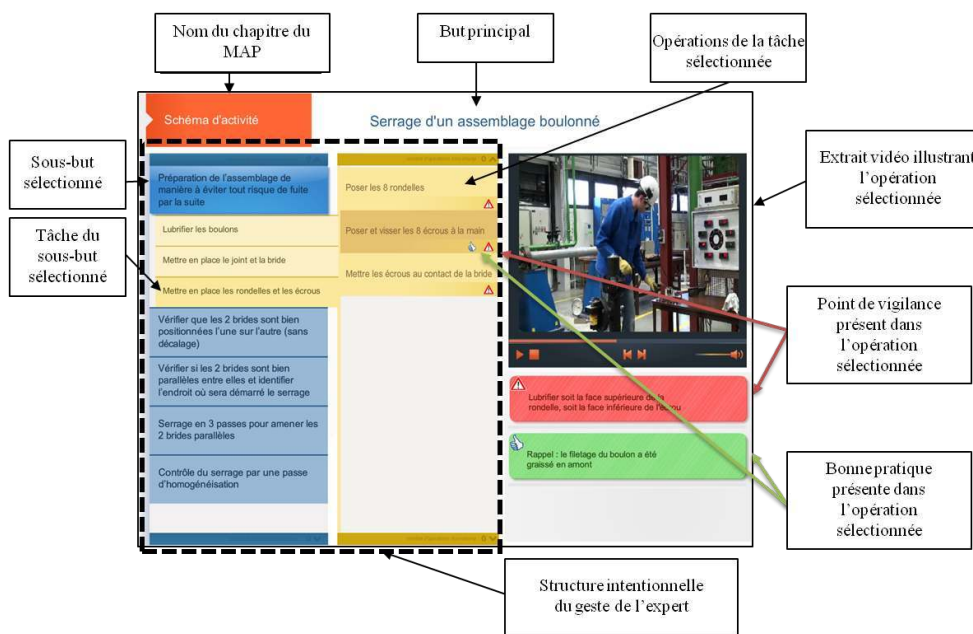 Nom du chapitre du
MAP
But principal
Opérations de la tâche
sélectionnée
Schéma d'activité
Serrage d'un assemblage boulonné
Sous-but
sélectionné
Tâche du
sous-but
sélectionné
Préparation de l'assemblage de
manière à éviter tout risque de fuite
par la suite
Lubrifier les boulons
Mettre en place le joint et la bride
Mettre en place les rondelles et les écrous
Vérifier que les 2 brides sont bien
positionnées l'une sur l'autre (sans
décalage)
Vérifier si les 2 brides sont bien
parallèles entre elles et identifier
l'endroit où sera démarré le serrage
Serrage en 3 passes pour amener les
2 brides parallèles
Contrôle du serrage par une passe
d'homogénéisation
Poser les 8 rondelles
Poser et visser les 8 écrous à la main
Mettre les écrous au contact de la bride
Lubrifier soit la face supérieure de la
rondelle, soit la face inférieure de l'écrou
Rappel : le filetage du boulon a été
graissé en amont
Extrait vidéo illustrant
l'opération
sélectionnée
Point de vigilance
présent dans
l'opération
sélectionnée
Bonne pratique
présente dans
l'opération
sélectionnée
Structure intentionnelle
du geste de l'expert